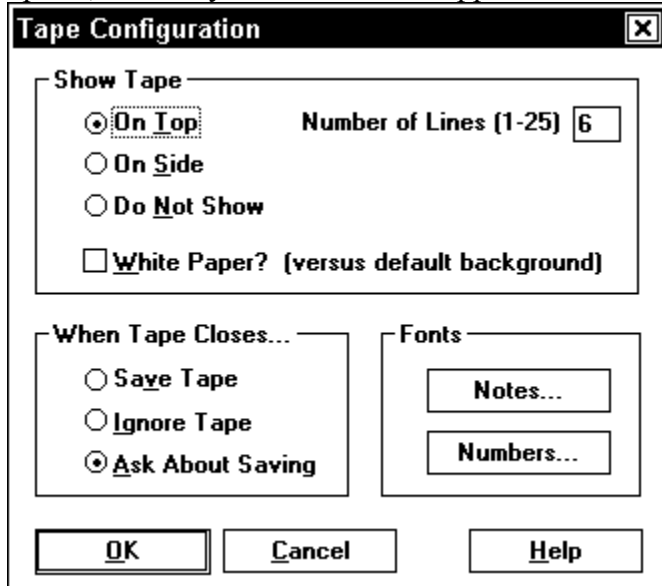 Tape Configuration
Show Tape
On Top Number of Lines (1-25) 6
On Side
Do Not Show
White Paper? (versus default background)
When Tape Closes... Fonts
Save Tape Notes...
Ignore Tape
Ask About Saving Numbers...
OK Cancel Help